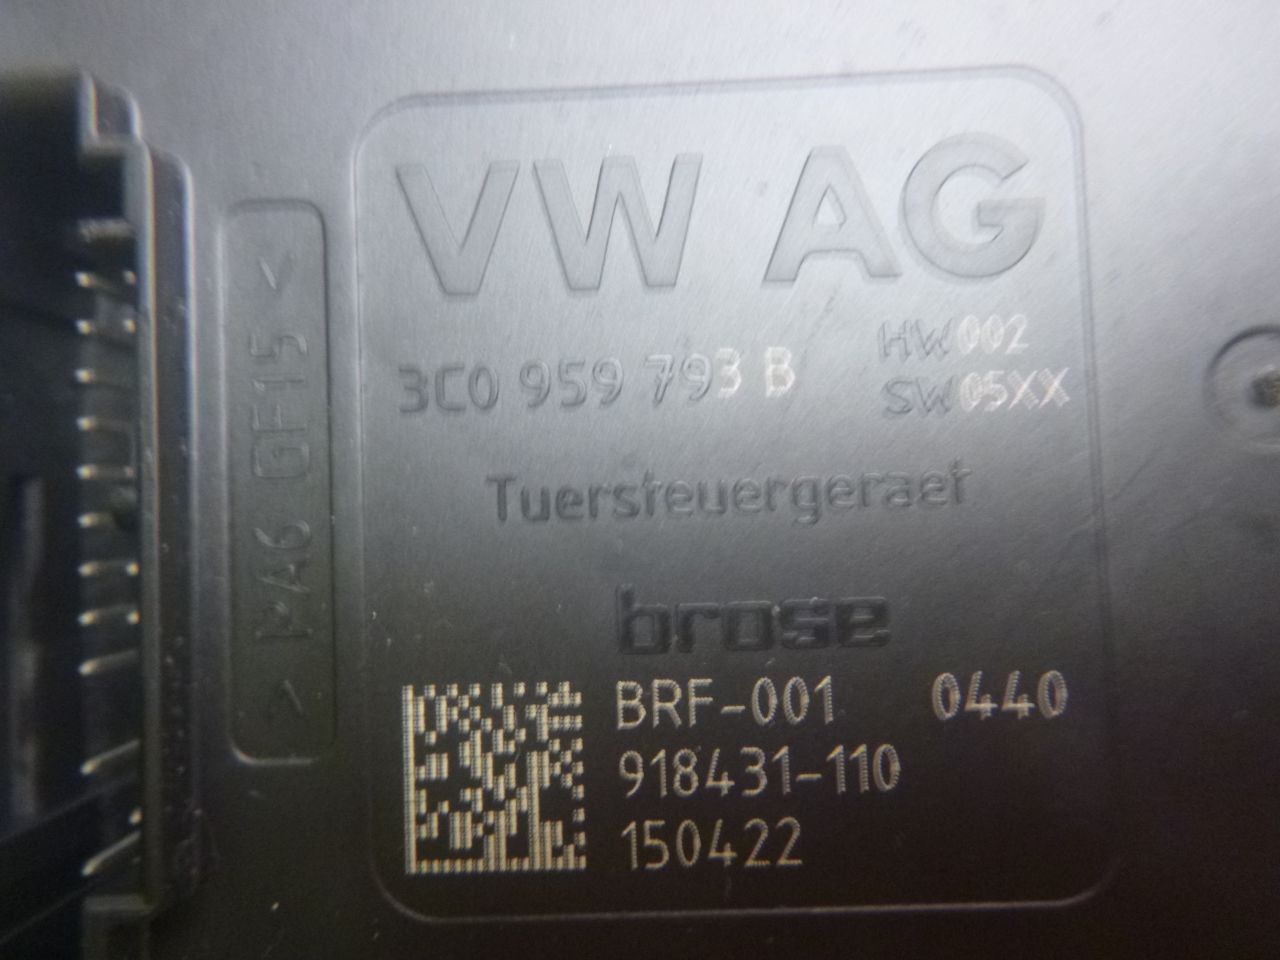 VW AG
3C0 959 793 B
HW002
SW05XX
Tuersteuergeraet
brose
BRF-001 0440
918431-110
150422
> PA6 GF15 <